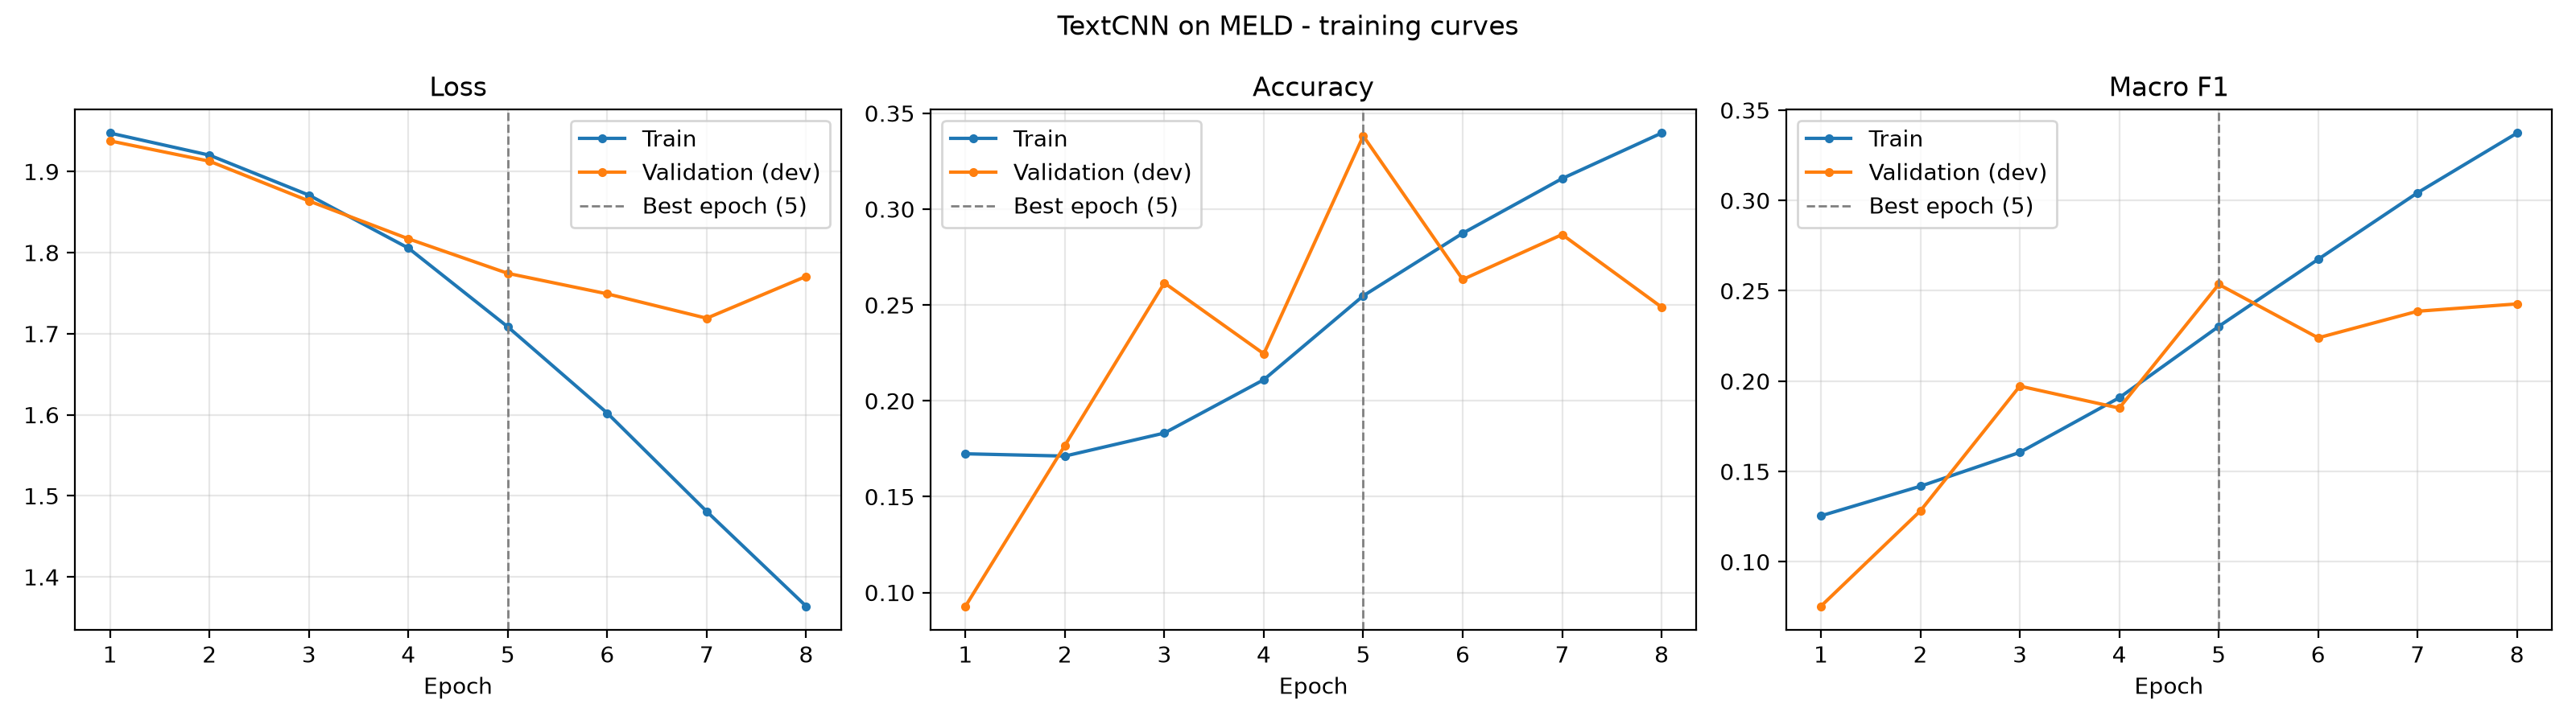 TextCNN on MELD - training curves
Loss
Train
Validation (dev)
Best epoch (5)
1.9
1.8
1.7
1.6
1.5
1.4
1 2 3 4 5 6 7 8
Epoch
Accuracy
Train
Validation (dev)
Best epoch (5)
0.35
0.30
0.25
0.20
0.15
0.10
1 2 3 4 5 6 7 8
Epoch
Macro F1
Train
Validation (dev)
Best epoch (5)
0.35
0.30
0.25
0.20
0.15
0.10
1 2 3 4 5 6 7 8
Epoch